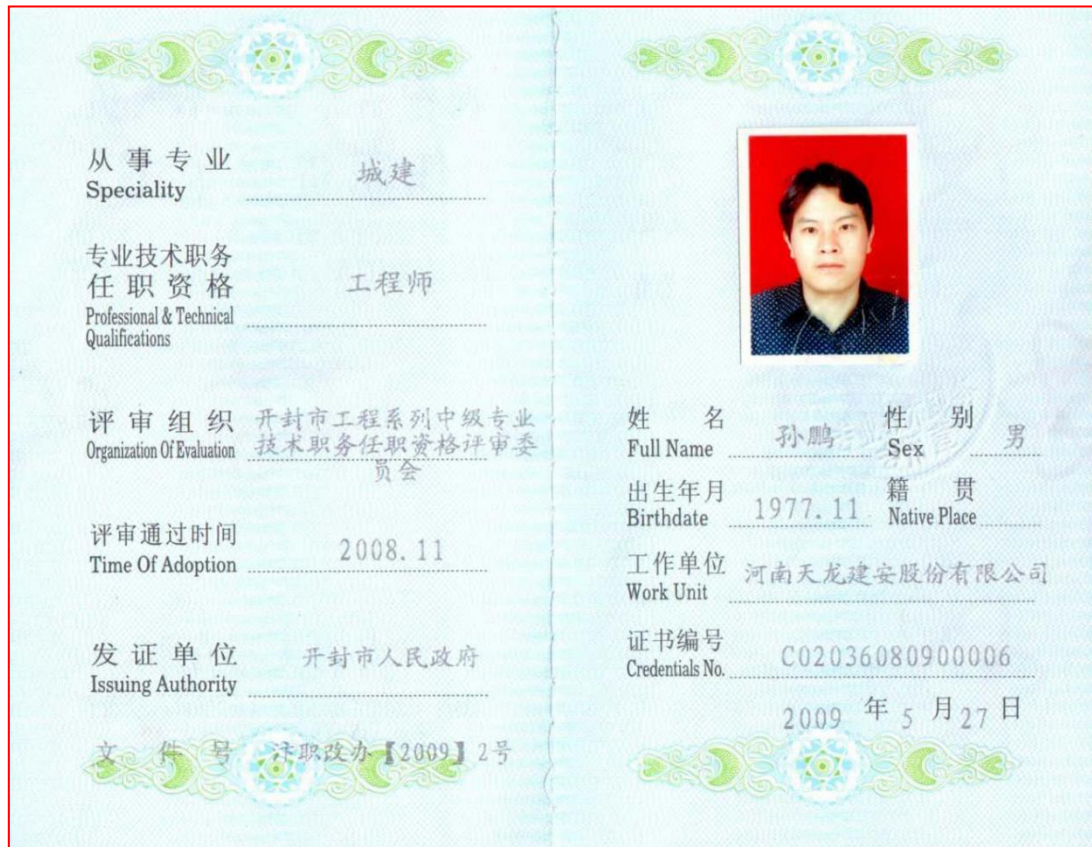 从事专业 城建
Speciality
专业技术职务
任职资格 工程师
Professional & Technical
Qualifications
评审组织 开封市工程系列中级专业
Organization Of Evaluation 技术职务任职资格评审委
员会
评审通过时间 2008.11
Time Of Adoption
发证单位 开封市人民政府
Issuing Authority
文件号 汴职改办【2009】2号
姓名 孙鹏 性别 男
Full Name Sex
出生年月 1977.11 籍贯
Birthdate Native Place
工作单位 河南天龙建安股份有限公司
Work Unit
证书编号 C02036080900006
Credentials No.
2009 年 5 月 27 日